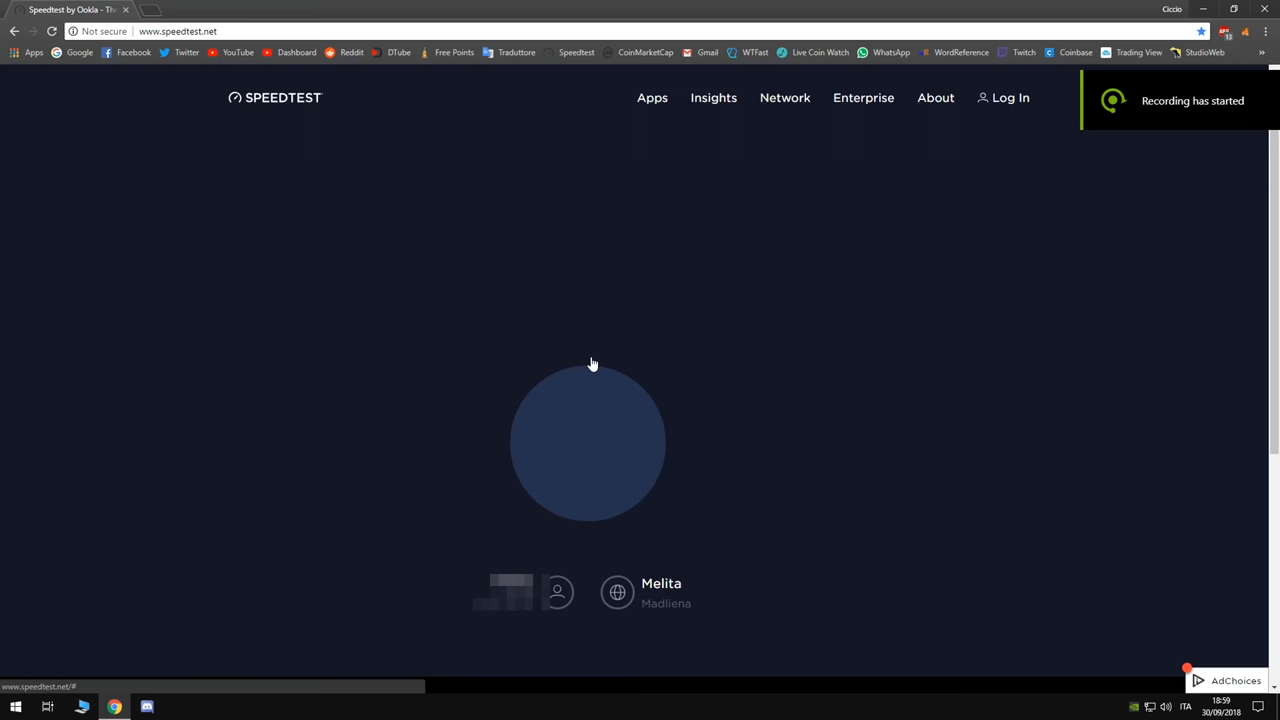 Speedtest by Ookla - The
Ciccio
Not secure | www.speedtest.net
13
Apps Google Facebook Twitter YouTube Dashboard Reddit DTube Free Points Traduttore Speedtest CoinMarketCap Gmail WTFast Live Coin Watch WhatsApp WordReference Twitch Coinbase Trading View StudioWeb »
SPEEDTEST
Apps Insights Network Enterprise About Log In
Recording has started
Melita
Madliena
www.speedtest.net/#
AdChoices
ITA
18:59
30/09/2018